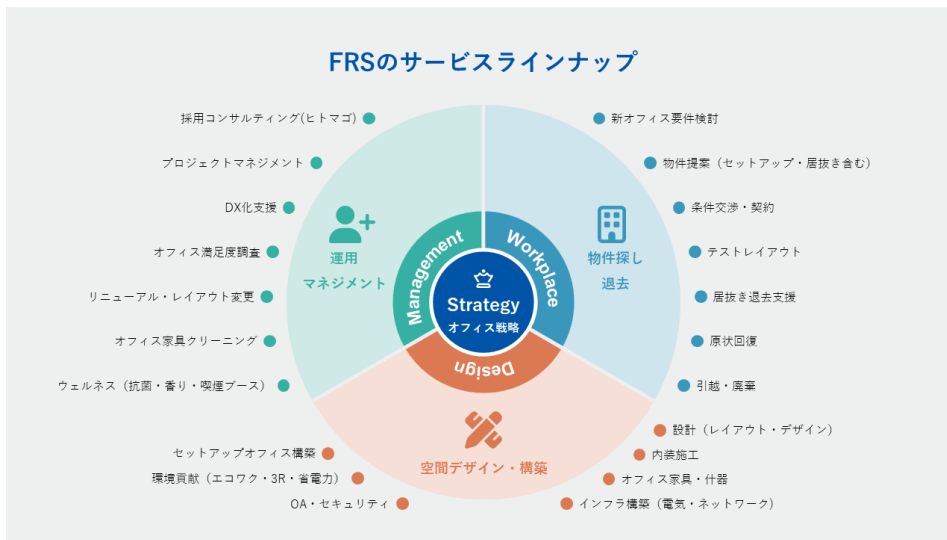 FRSのサービスラインナップ
採用コンサルティング(ヒトマゴ)
プロジェクトマネジメント
DX化支援
オフィス満足度調査
リニューアル・レイアウト変更
オフィス家具クリーニング
ウェルネス（抗菌・香り・喫煙ブース）
新オフィス要件検討
物件提案（セットアップ・居抜き含む）
条件交渉・契約
テストレイアウト
居抜き退去支援
原状回復
引越・廃棄
運用
マネジメント
物件探し
退去
Management
Workplace
Design
Strategy
オフィス戦略
空間デザイン・構築
セットアップオフィス構築
環境貢献（エコワク・3R・省電力）
OA・セキュリティ
設計（レイアウト・デザイン）
内装施工
オフィス家具・什器
インフラ構築（電気・ネットワーク)